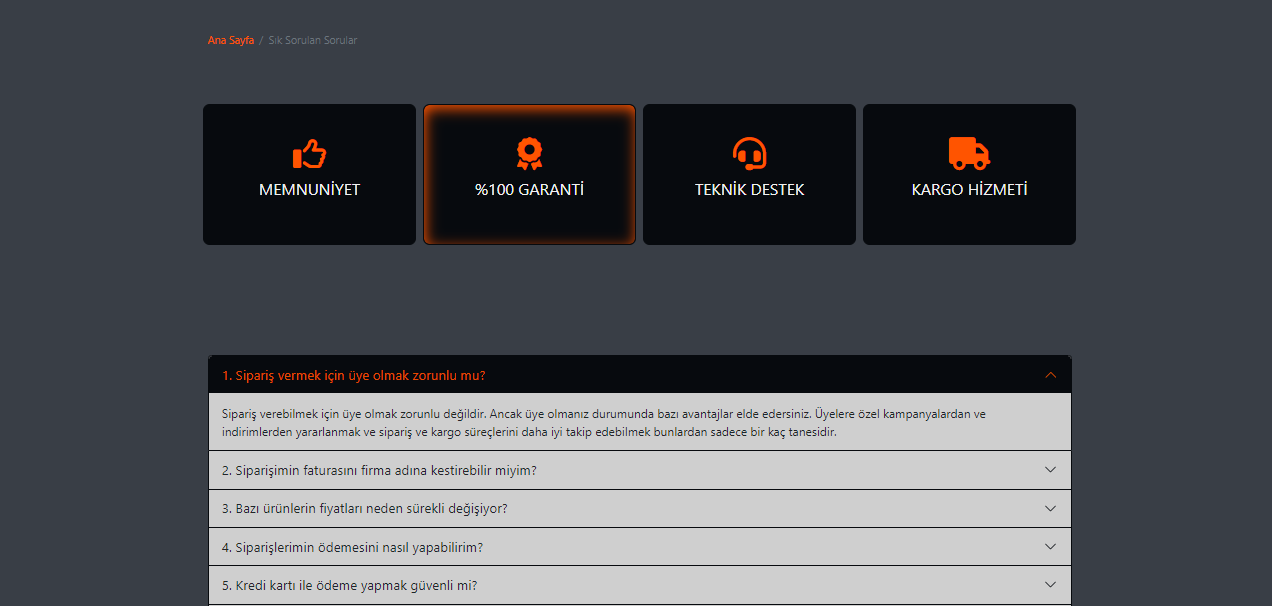 Ana Sayfa / Sık Sorulan Sorular
MEMNUNİYET
%100 GARANTİ
TEKNİK DESTEK
KARGO HİZMETİ
1. Sipariş vermek için üye olmak zorunlu mu?
Sipariş verebilmek için üye olmak zorunlu değildir. Ancak üye olmanız durumunda bazı avantajlar elde edersiniz. Üyelere özel kampanyalardan ve
indirimlerden yararlanmak ve sipariş ve kargo süreçlerini daha iyi takip edebilmek bunlardan sadece bir kaç tanesidir.
2. Siparişimin faturasını firma adına kestirebilir miyim?
3. Bazı ürünlerin fiyatları neden sürekli değişiyor?
4. Siparişlerimin ödemesini nasıl yapabilirim?
5. Kredi kartı ile ödeme yapmak güvenli mi?